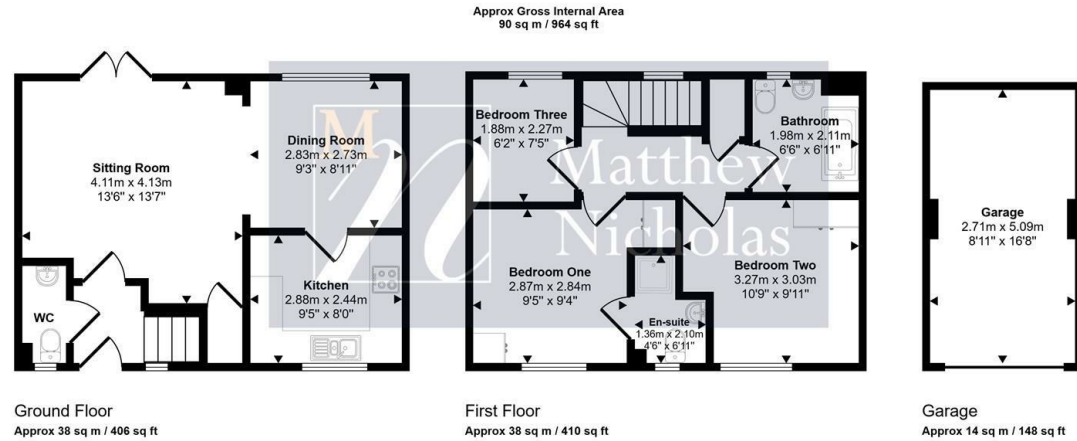 Approx Gross Internal Area
90 sq m / 964 sq ft
Sitting Room
4.11m x 4.13m
13'6" x 13'7"
Dining Room
2.83m x 2.73m
9'3" x 8'11"
Kitchen
2.88m x 2.44m
9'5" x 8'0"
WC
Ground Floor
Approx 38 sq m / 406 sq ft
Bedroom Three
1.88m x 2.27m
6'2" x 7'5"
Bathroom
1.98m x 2.11m
6'6" x 6'11"
Bedroom One
2.87m x 2.84m
9'5" x 9'4"
En-suite
1.36m x 2.10m
4'6" x 6'11"
Bedroom Two
3.27m x 3.03m
10'9" x 9'11"
First Floor
Approx 38 sq m / 410 sq ft
Garage
2.71m x 5.09m
8'11" x 16'8"
Garage
Approx 14 sq m / 148 sq ft
M
n
Matthew
Nicholas